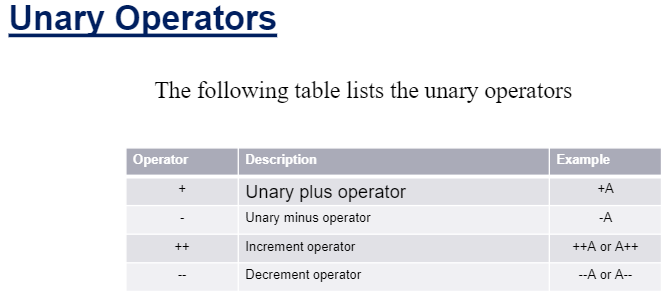 Unary Operators
The following table lists the unary operators
Operator Description Example
+ Unary plus operator +A
- Unary minus operator -A
++ Increment operator ++A or A++
-- Decrement operator --A or A--